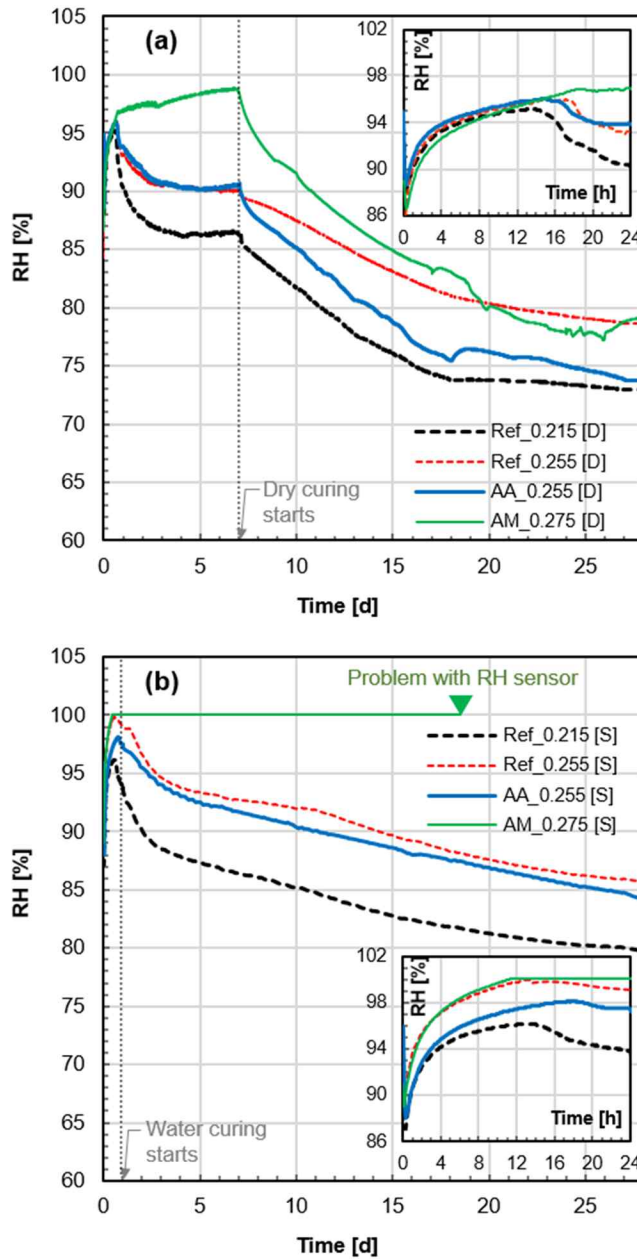 105
(a)
100
95
90
85
80
75
70
65
60
RH [%]
RH [%]
102
98
94
90
86
Time [h]
0 4 8 12 16 20 24
Ref_0.215 [D]
Ref_0.255 [D]
AA_0.255 [D]
AM_0.275 [D]
Dry curing
starts
0 5 10 15 20 25
Time [d]
105
(b)
Problem with RH sensor
100
95
90
85
80
75
70
65
60
RH [%]
Ref_0.215 [S]
Ref_0.255 [S]
AA_0.255 [S]
AM_0.275 [S]
RH [%]
102
98
94
90
86
Time [h]
0 4 8 12 16 20 24
Water curing
starts
0 5 10 15 20 25
Time [d]